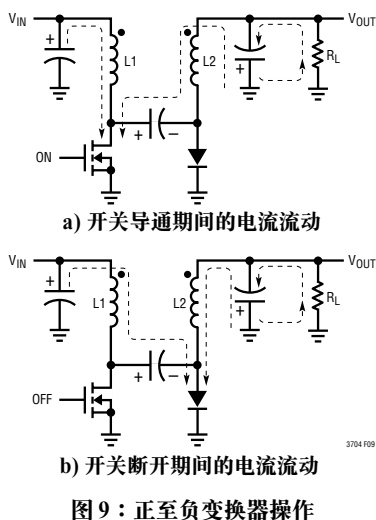 VIN
VOUT
+
L1
L2
+
RL
+
–
ON
a) 开关导通期间的电流流动
VIN
VOUT
+
L1
L2
+
RL
+
–
OFF
3704 F09
b) 开关断开期间的电流流动
图 9：正至负变换器操作